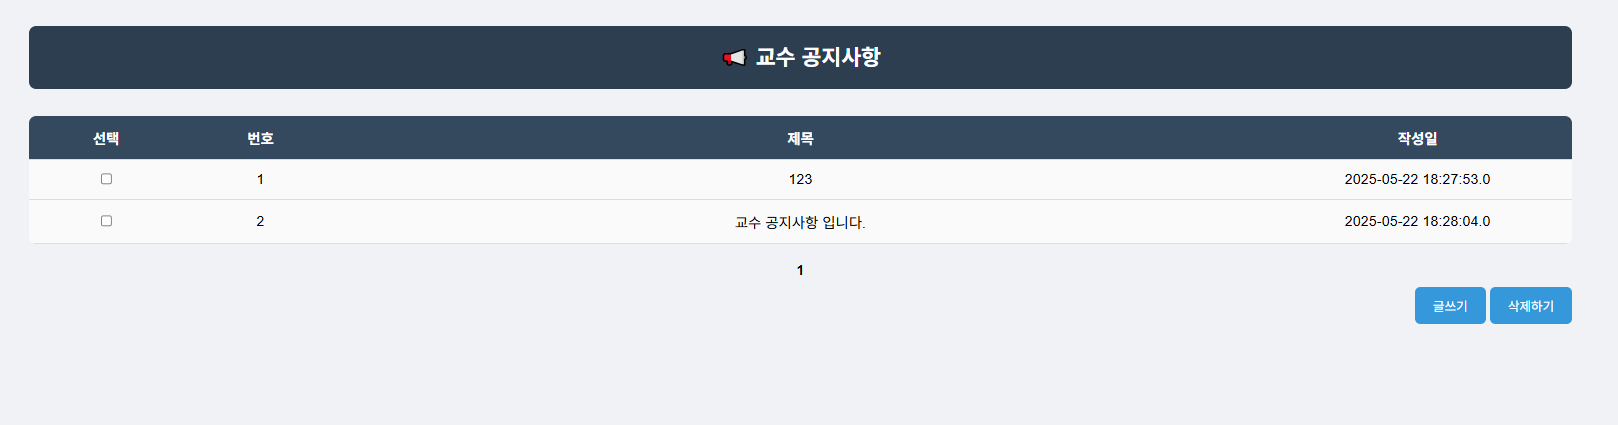 📢 교수 공지사항
선택 번호 제목 작성일
1 123 2025-05-22 18:27:53.0
2 교수 공지사항 입니다. 2025-05-22 18:28:04.0
1
글쓰기 삭제하기